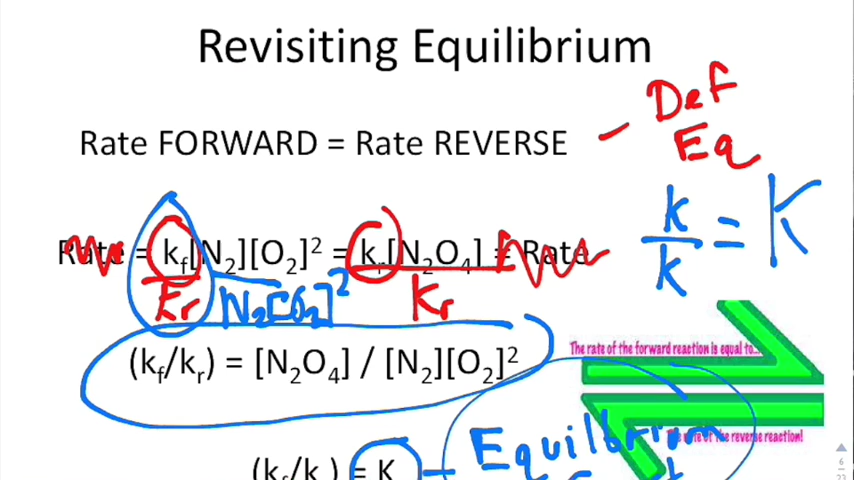 Revisiting Equilibrium
Rate FORWARD = Rate REVERSE
- Def
Eq
Rate = kf[N2][O2]² = kr[N2O4] = Rate
k/k = K
Kr [N2][O2]² Kr
(kf/kr) = [N2O4] / [N2][O2]²
The rate of the forward reaction is equal to...
The rate of the reverse reaction!
(kf/kr) = K - Equilibrium
6
23